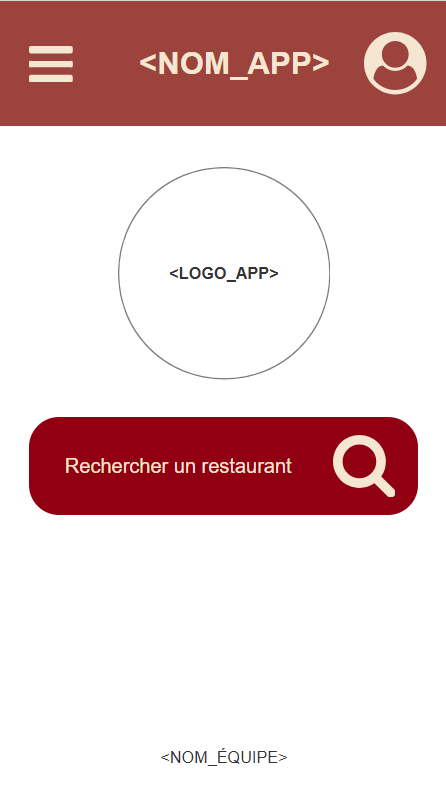 <NOM_APP>
<LOGO_APP>
Rechercher un restaurant
<NOM_ÉQUIPE>